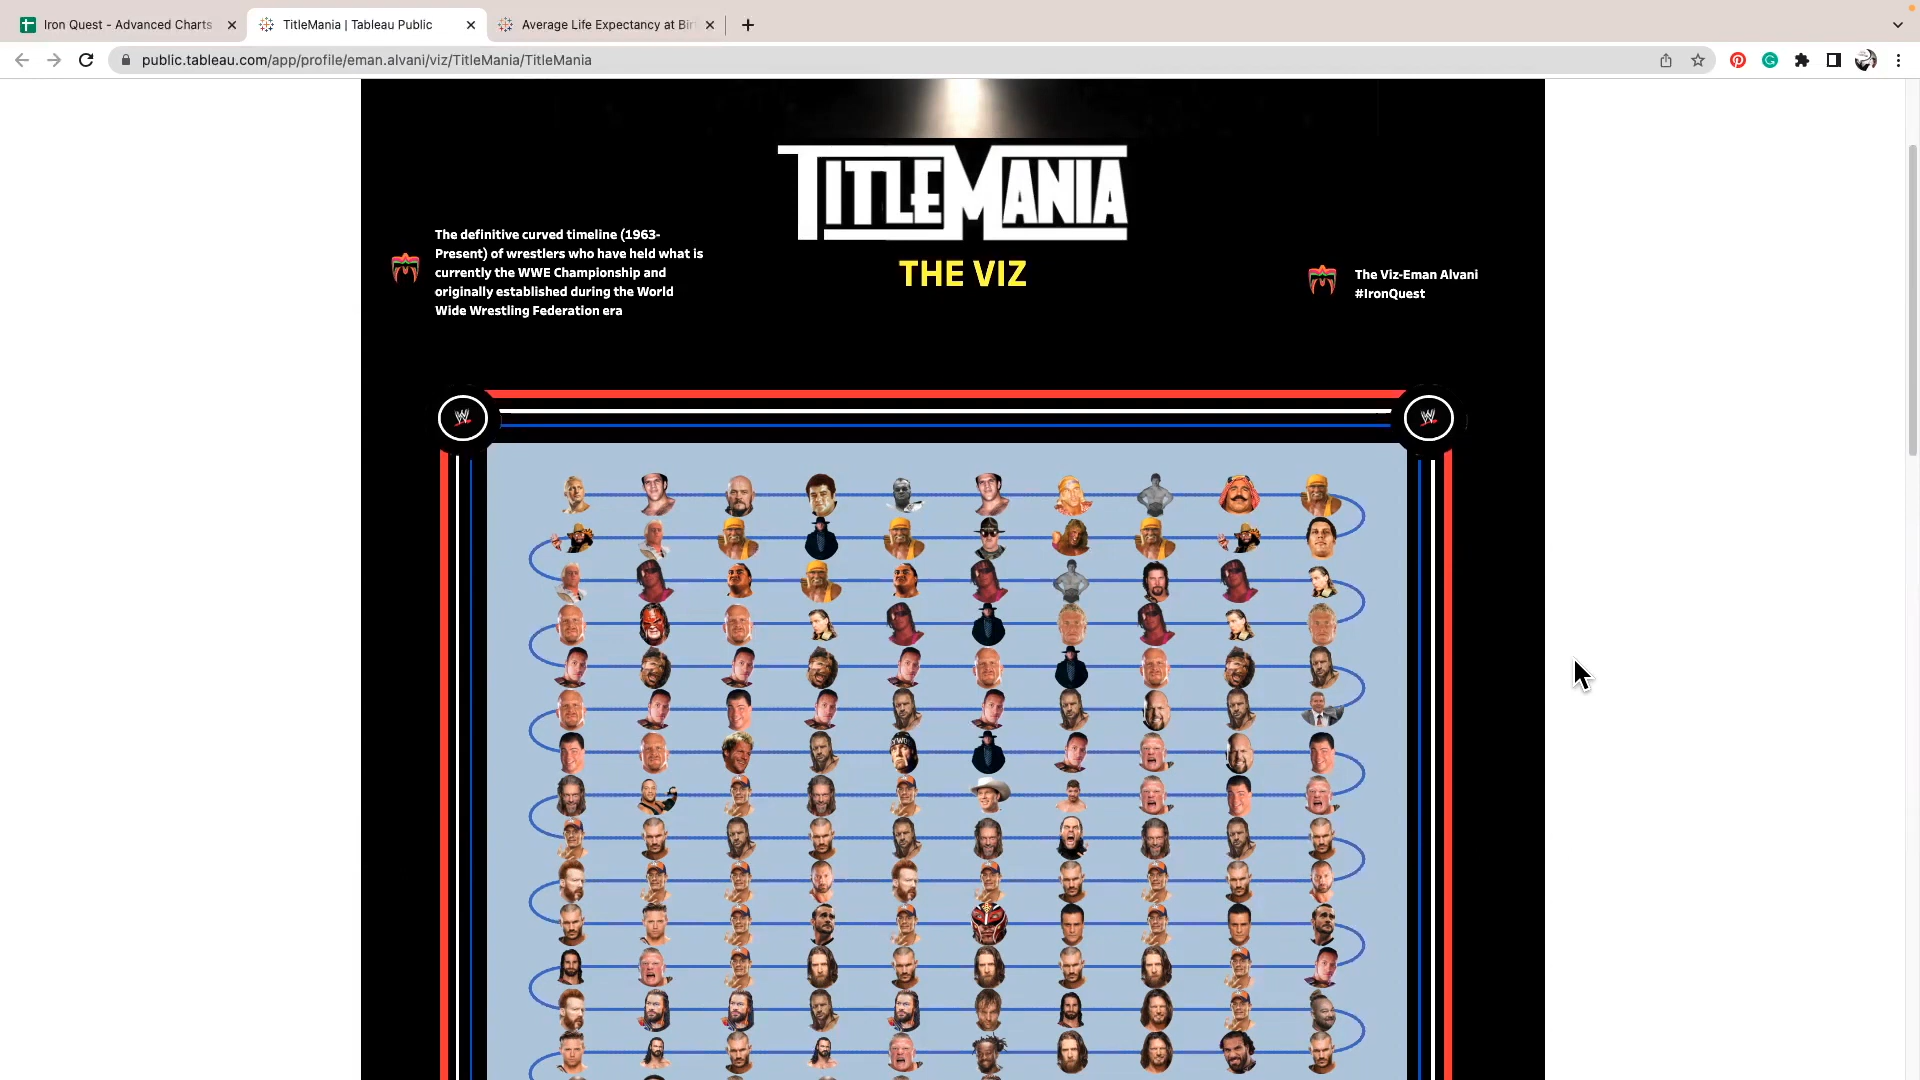 Iron Quest - Advanced Charts
TitleMania | Tableau Public
Average Life Expectancy at Bir
public.tableau.com/app/profile/eman.alvani/viz/TitleMania/TitleMania
TITLEMANIA
THE VIZ
The definitive curved timeline (1963-
Present) of wrestlers who have held what is
currently the WWE Championship and
originally established during the World
Wide Wrestling Federation era
The Viz-Eman Alvani
#IronQuest